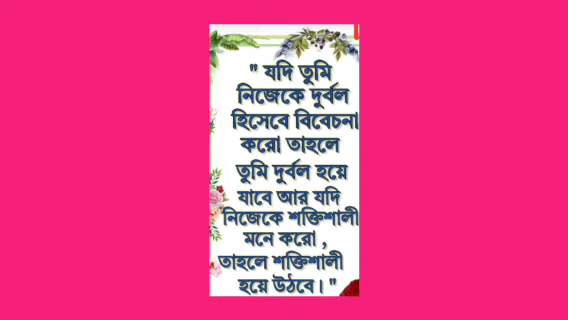 " যদি তুমি
নিজেকে দুর্বল
হিসেবে বিবেচনা
করো তাহলে
তুমি দুর্বল হয়ে
যাবে আর যদি
নিজেকে শক্তিশালী
মনে করো ,
তাহলে শক্তিশালী
হয়ে উঠবে। "